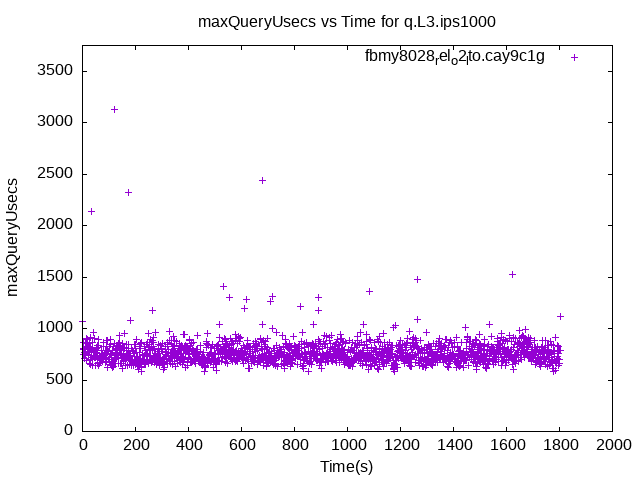 maxQueryUsecs vs Time for q.L3.ips1000
fbmy8028relo2ito.cay9c1g
3500
3000
2500
2000
1500
1000
500
0
maxQueryUsecs
0 200 400 600 800 1000 1200 1400 1600 1800 2000
Time(s)